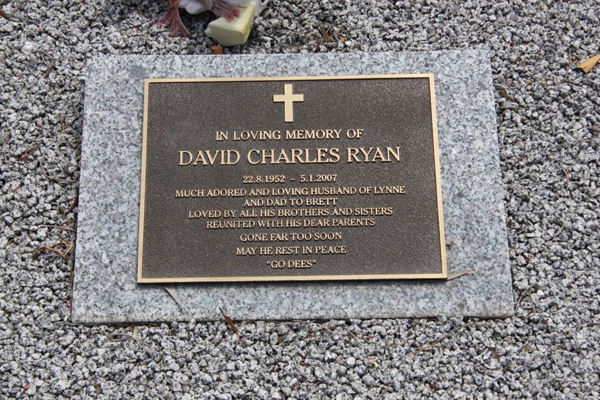 IN LOVING MEMORY OF
DAVID CHARLES RYAN
22.8.1952 - 5.1.2007
MUCH ADORED AND LOVING HUSBAND OF LYNNE
AND DAD TO BRETT
LOVED BY ALL HIS BROTHERS AND SISTERS
REUNITED WITH HIS DEAR PARENTS
GONE FAR TOO SOON
MAY HE REST IN PEACE
"GO DEES"